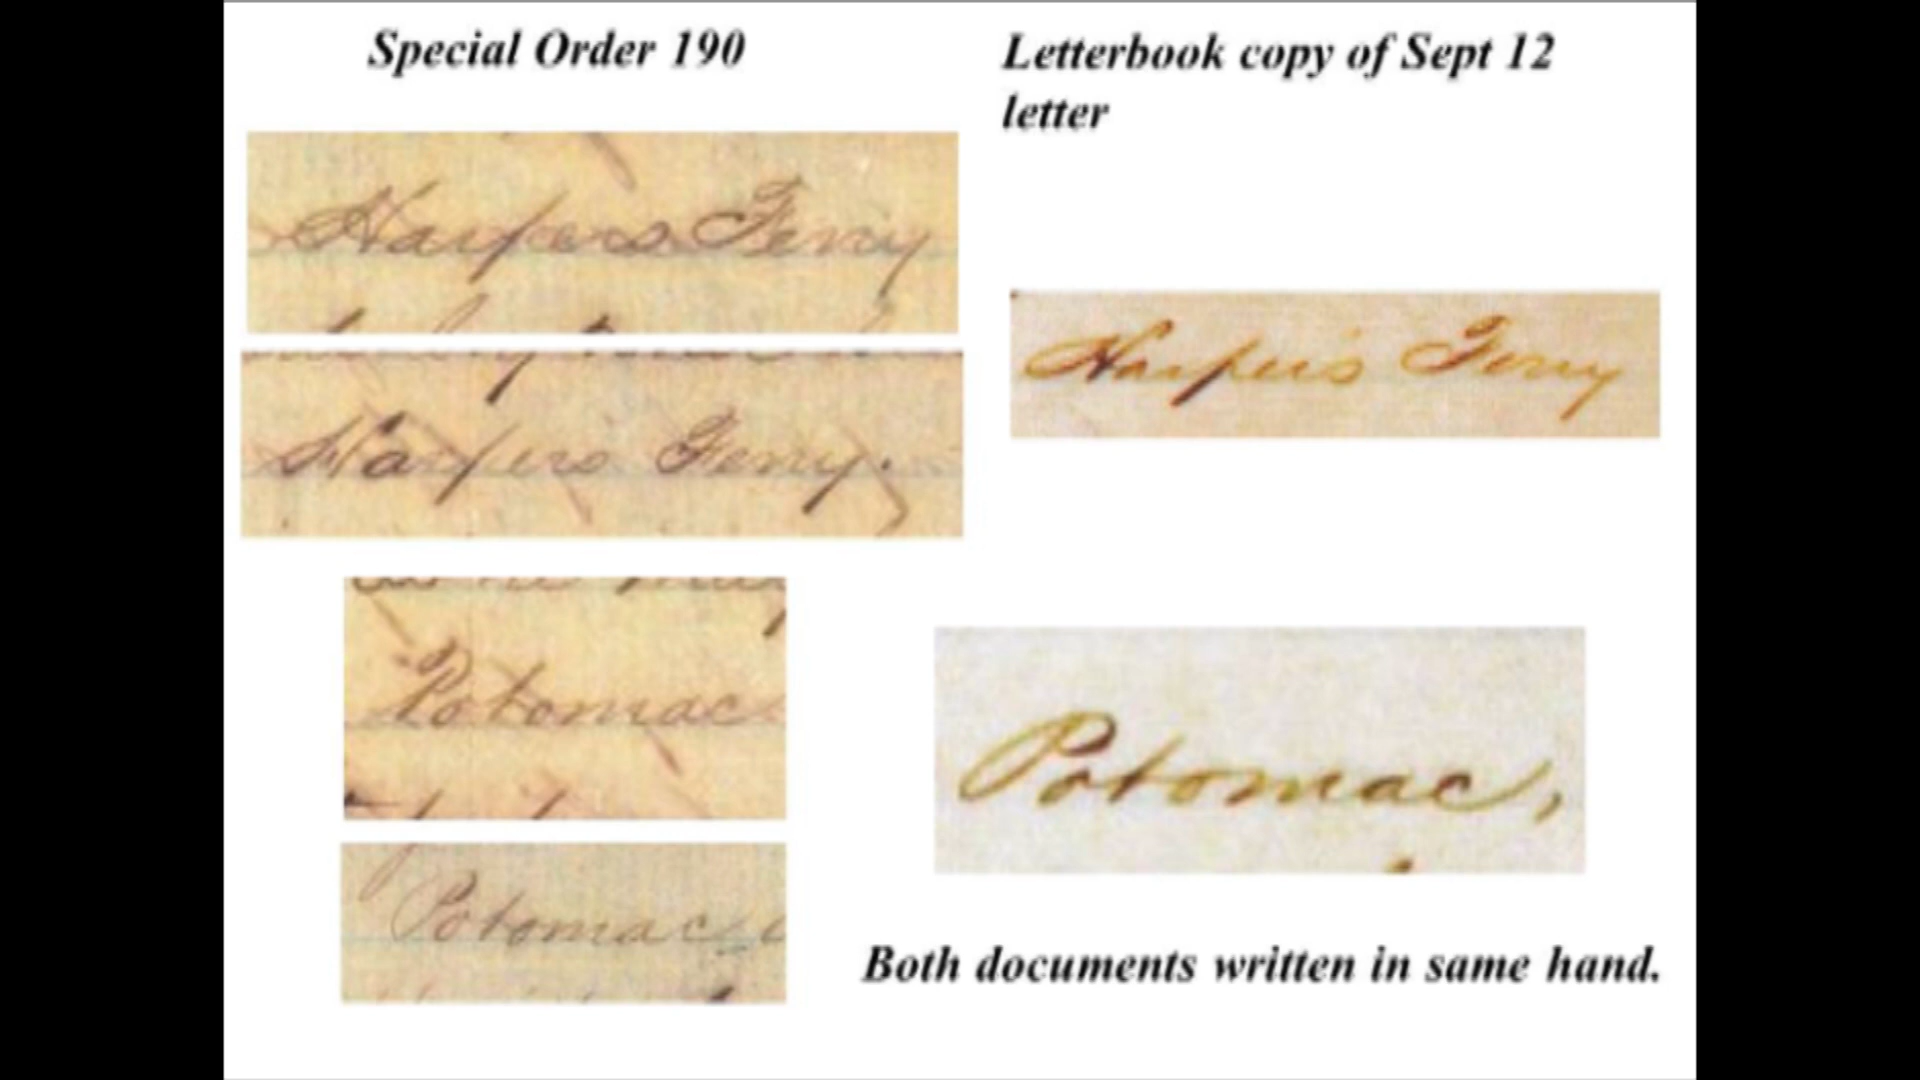 Special Order 190
Letterbook copy of Sept 12
letter
Harpers Ferry
Harpers Ferry.
Harper's Ferry
Potomac
Potomac,
Potomac
Both documents written in same hand.